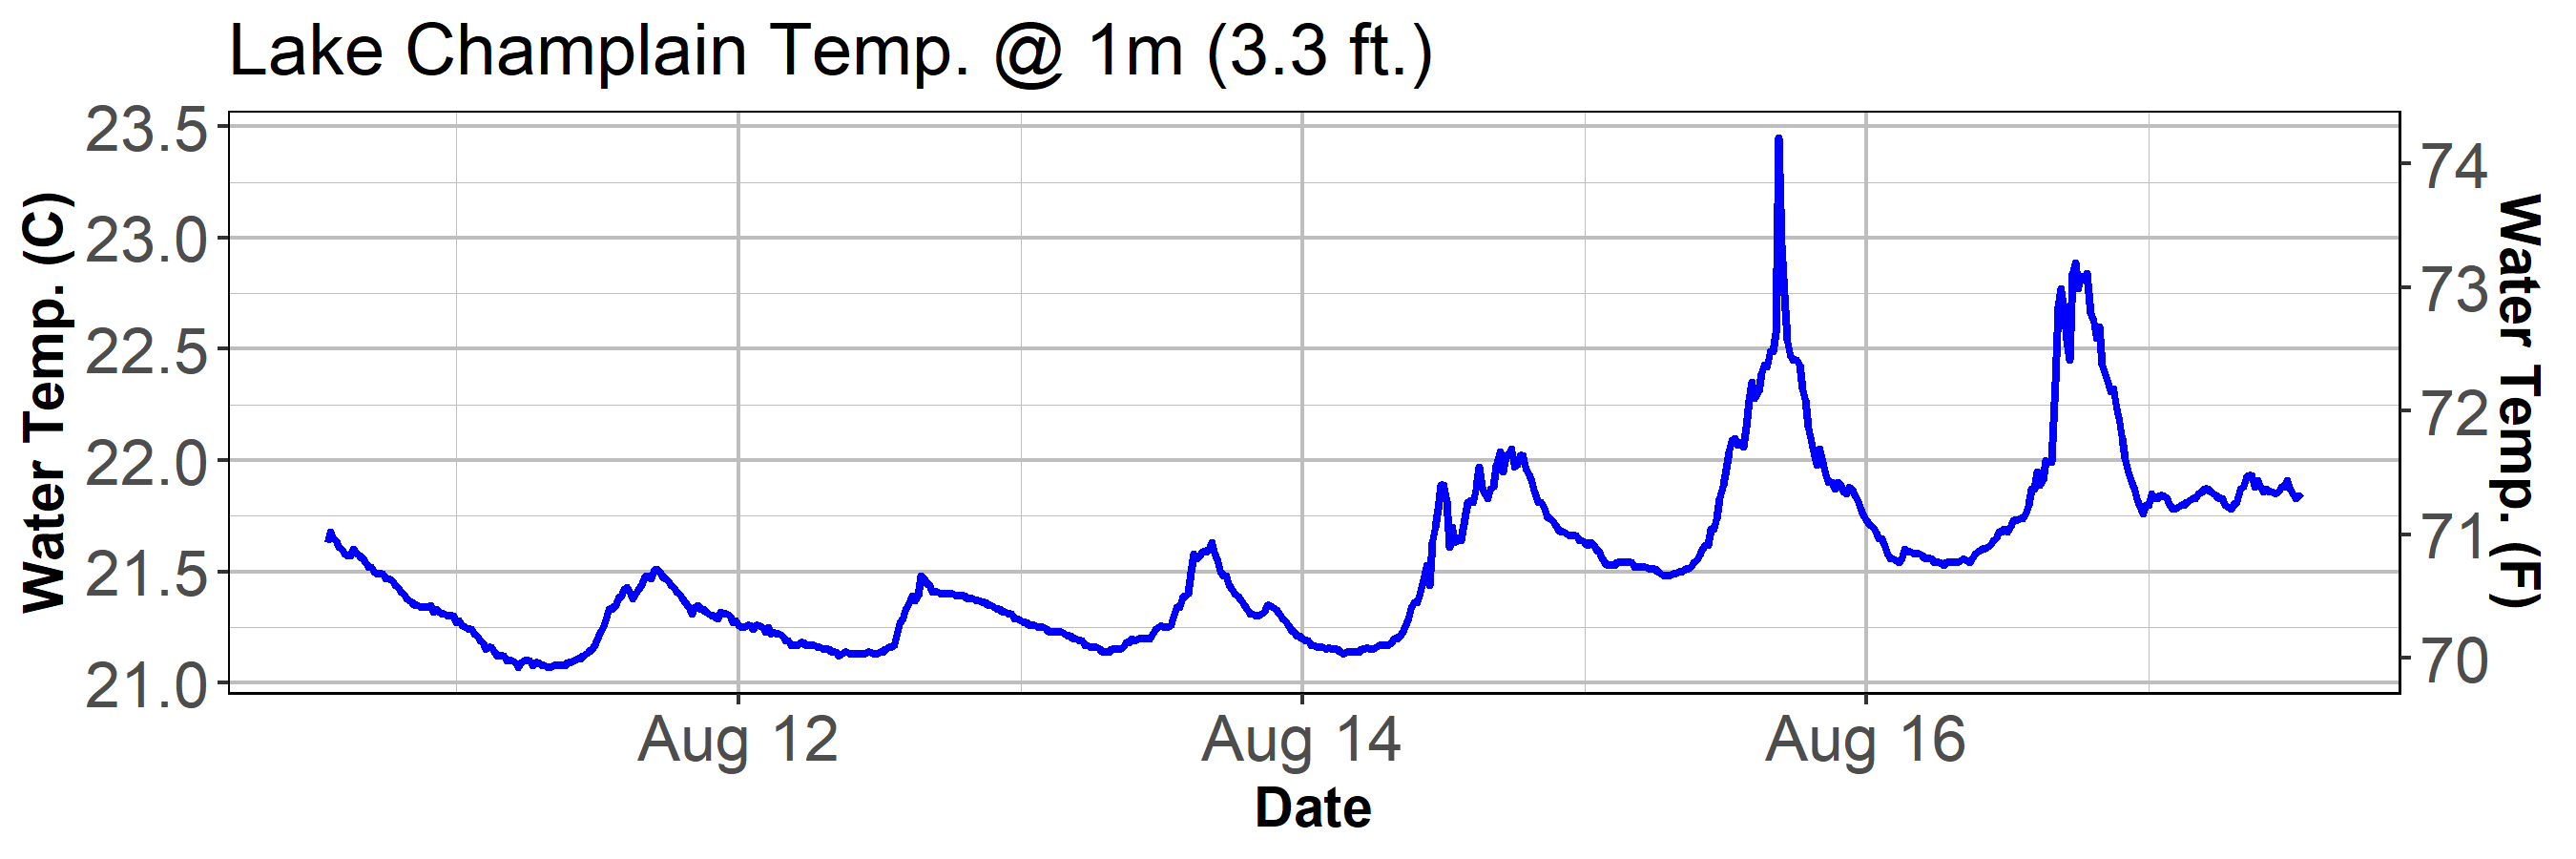 Lake Champlain Temp. @ 1m (3.3 ft.)
Water Temp. (C)
23.5
23.0
22.5
22.0
21.5
21.0
74
73
72
71
70
Water Temp. (F)
Aug 12
Aug 14
Aug 16
Date